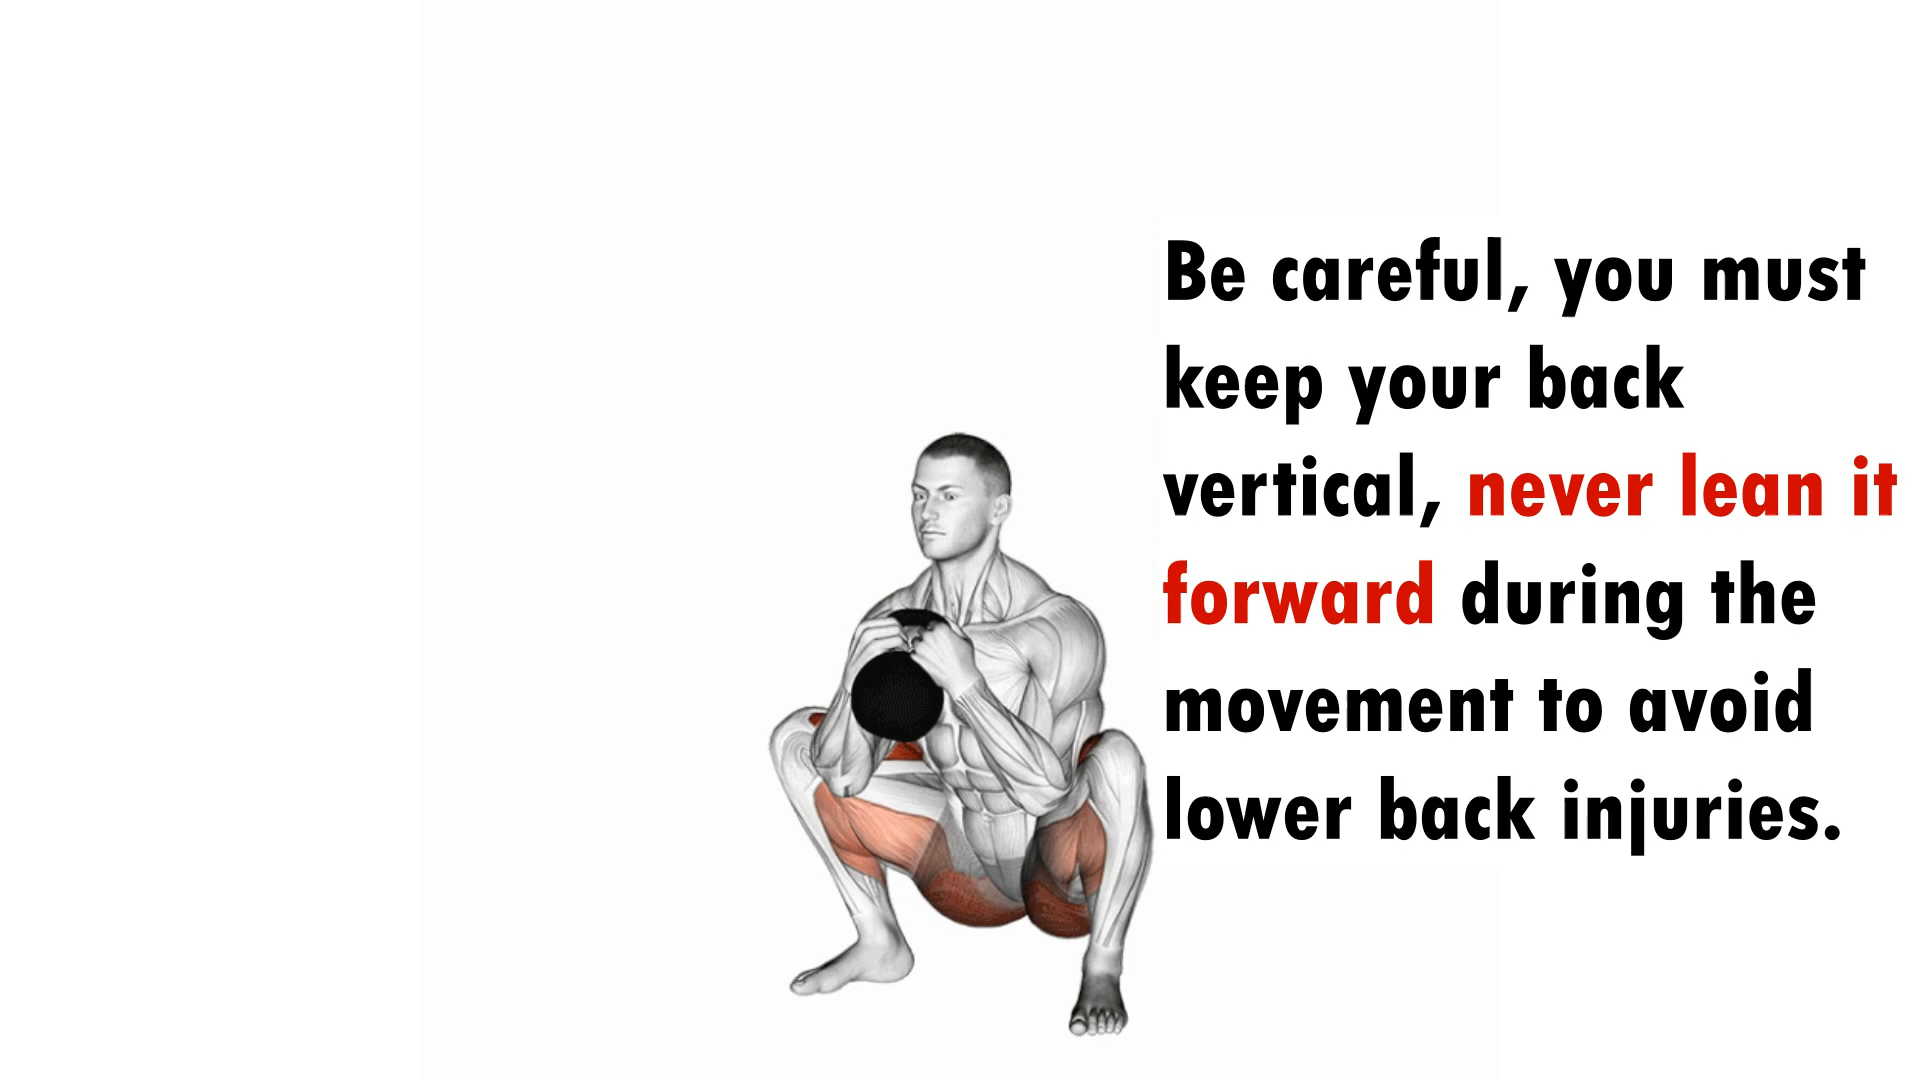 Be careful, you must
keep your back
vertical, never lean it
forward during the
movement to avoid
lower back injuries.